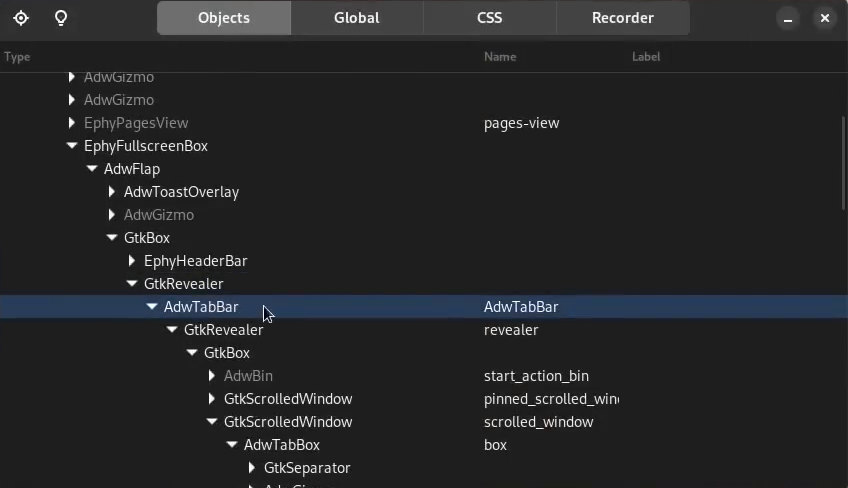 Objects Global CSS Recorder
Type Name Label
AdwGizmo
AdwGizmo
EphyPagesView pages-view
EphyFullscreenBox
AdwFlap
AdwToastOverlay
AdwGizmo
GtkBox
EphyHeaderBar
GtkRevealer
AdwTabBar AdwTabBar
GtkRevealer revealer
GtkBox
AdwBin start_action_bin
GtkScrolledWindow pinned_scrolled_win
GtkScrolledWindow scrolled_window
AdwTabBox box
GtkSeparator